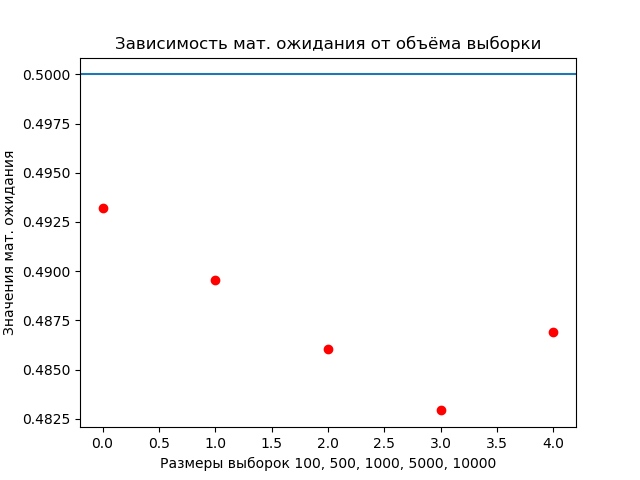 Зависимость мат. ожидания от объёма выборки
Значения мат. ожидания
0.5000
0.4975
0.4950
0.4925
0.4900
0.4875
0.4850
0.4825
0.0 0.5 1.0 1.5 2.0 2.5 3.0 3.5 4.0
Размеры выборок 100, 500, 1000, 5000, 10000